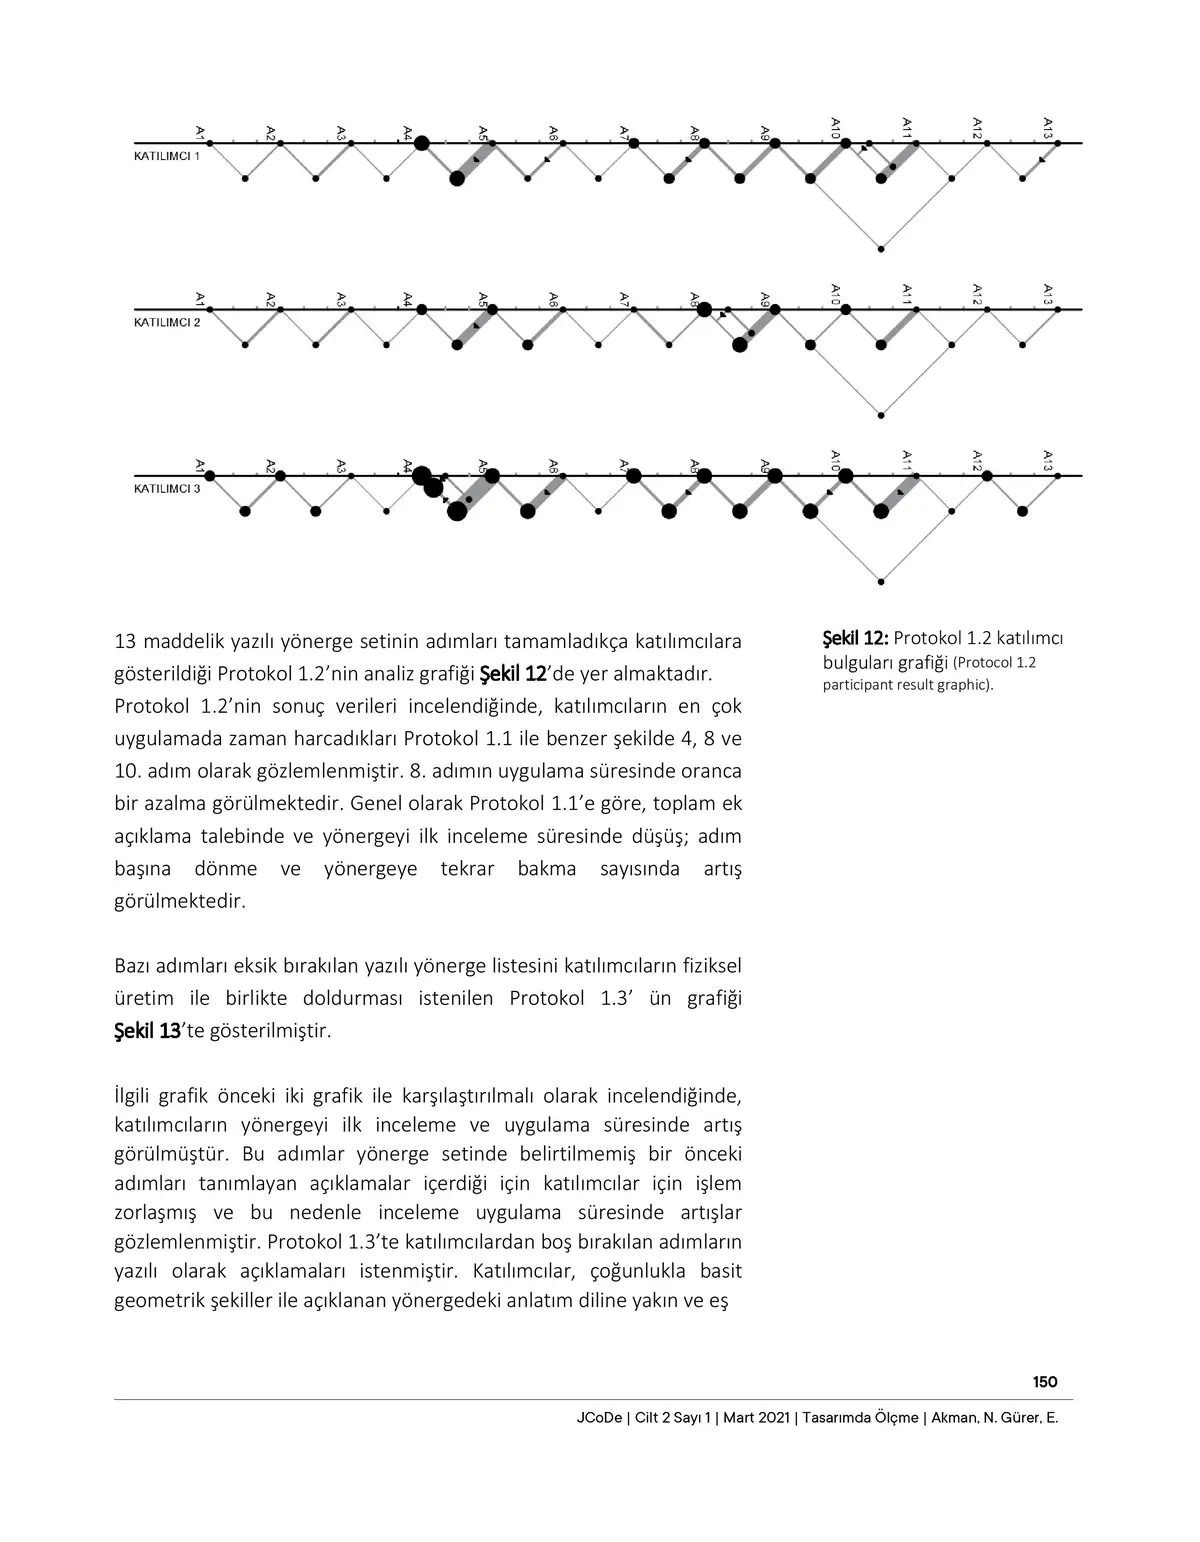 A1 A2 A3 A4 A5 A6 A7 A8 A9 A10 A11 A12 A13
KATILIMCI 1
A1 A2 A3 A4 A5 A6 A7 A8 A9 A10 A11 A12 A13
KATILIMCI 2
A1 A2 A3 A4 A5 A6 A7 A8 A9 A10 A11 A12 A13
KATILIMCI 3
13 maddelik yazılı yönerge setinin adımları tamamladıkça katılımcılara
gösterildiği Protokol 1.2’nin analiz grafiği Şekil 12’de yer almaktadır.
Protokol 1.2’nin sonuç verileri incelendiğinde, katılımcıların en çok
uygulamada zaman harcadıkları Protokol 1.1 ile benzer şekilde 4, 8 ve
10. adım olarak gözlemlenmiştir. 8. adımın uygulama süresinde oranca
bir azalma görülmektedir. Genel olarak Protokol 1.1’e göre, toplam ek
açıklama talebinde ve yönergeyi ilk inceleme süresinde düşüş; adım
başına dönme ve yönergeye tekrar bakma sayısında artış
görülmektedir.
Bazı adımları eksik bırakılan yazılı yönerge listesini katılımcıların fiziksel
üretim ile birlikte doldurması istenilen Protokol 1.3’ ün grafiği
Şekil 13’te gösterilmiştir.
İlgili grafik önceki iki grafik ile karşılaştırılmalı olarak incelendiğinde,
katılımcıların yönergeyi ilk inceleme ve uygulama süresinde artış
görülmüştür. Bu adımlar yönerge setinde belirtilmemiş bir önceki
adımları tanımlayan açıklamalar içerdiği için katılımcılar için işlem
zorlaşmış ve bu nedenle inceleme uygulama süresinde artışlar
gözlemlenmiştir. Protokol 1.3’te katılımcılardan boş bırakılan adımların
yazılı olarak açıklamaları istenmiştir. Katılımcılar, çoğunlukla basit
geometrik şekiller ile açıklanan yönergedeki anlatım diline yakın ve eş
Şekil 12: Protokol 1.2 katılımcı
bulguları grafiği (Protocol 1.2
participant result graphic).
150
JCoDe | Cilt 2 Sayı 1 | Mart 2021 | Tasarımda Ölçme | Akman, N. Gürer, E.